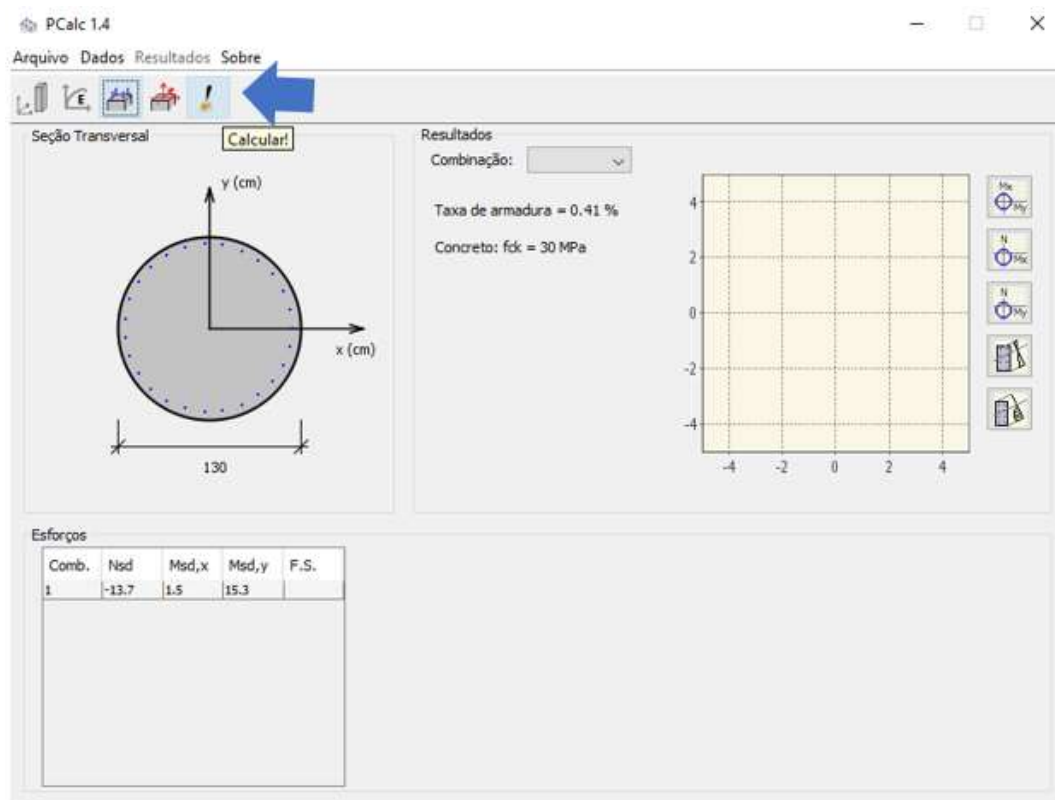 PCalc 1.4
Arquivo Dados Resultados Sobre
E
Calcular!
Seção Transversal
y (cm)
x (cm)
130
Resultados
Combinação:
Taxa de armadura = 0.41 %
Concreto: fck = 30 MPa
4
2
0
-2
-4
-4 -2 0 2 4
Mx
My
N
Mx
N
My
Esforços
Comb. Nsd Msd,x Msd,y F.S.
1 -13.7 1.5 15.3